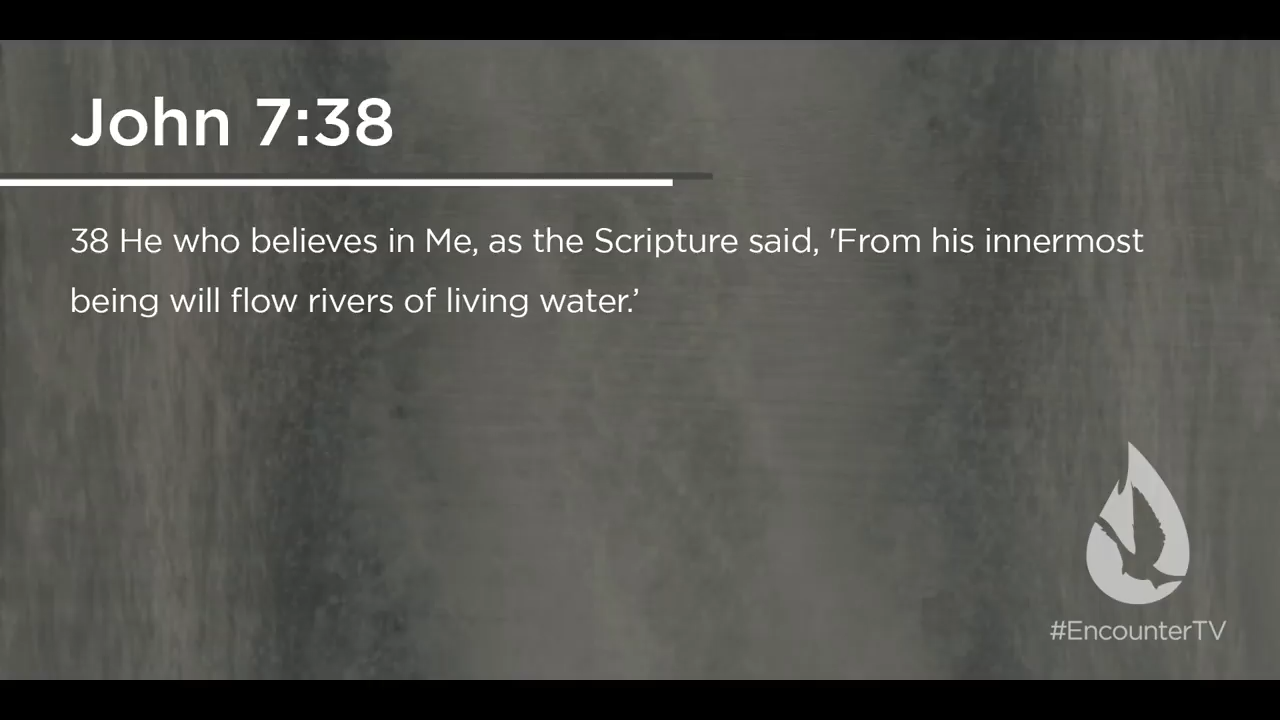 John 7:38
38 He who believes in Me, as the Scripture said, 'From his innermost
being will flow rivers of living water.’
#EncounterTV